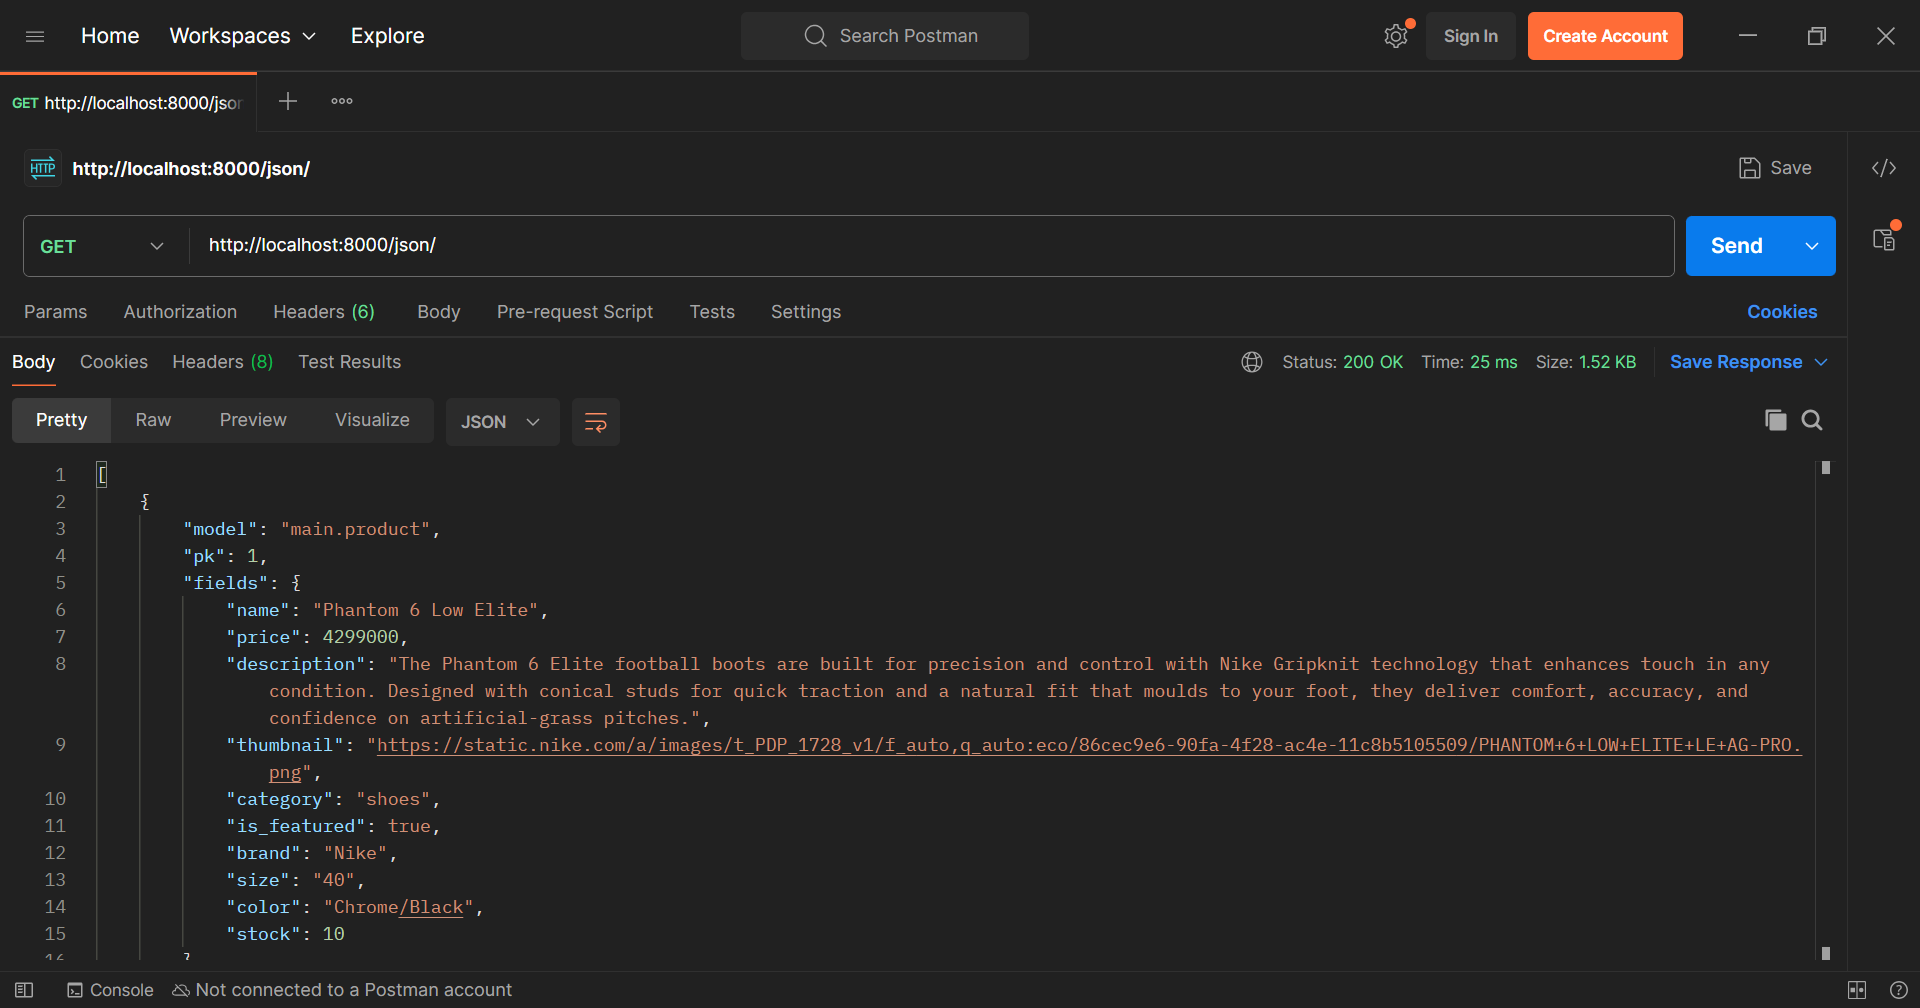 Home Workspaces Explore Search Postman Sign In Create Account
GET http://localhost:8000/jsor
HTTP http://localhost:8000/json/ Save
GET http://localhost:8000/json/ Send
Params Authorization Headers (6) Body Pre-request Script Tests Settings Cookies
Body Cookies Headers (8) Test Results Status: 200 OK Time: 25 ms Size: 1.52 KB Save Response
Pretty Raw Preview Visualize JSON
1 [
2 {
3 "model": "main.product",
4 "pk": 1,
5 "fields": {
6 "name": "Phantom 6 Low Elite",
7 "price": 4299000,
8 "description": "The Phantom 6 Elite football boots are built for precision and control with Nike Gripknit technology that enhances touch in any
condition. Designed with conical studs for quick traction and a natural fit that moulds to your foot, they deliver comfort, accuracy, and
confidence on artificial-grass pitches.",
9 "thumbnail": "https://static.nike.com/a/images/t_PDP_1728_v1/f_auto,q_auto:eco/86cec9e6-90fa-4f28-ac4e-11c8b5105509/PHANTOM+6+LOW+ELITE+LE+AG-PRO.
png",
10 "category": "shoes",
11 "is_featured": true,
12 "brand": "Nike",
13 "size": "40",
14 "color": "Chrome/Black",
15 "stock": 10
16 }
Console Not connected to a Postman account